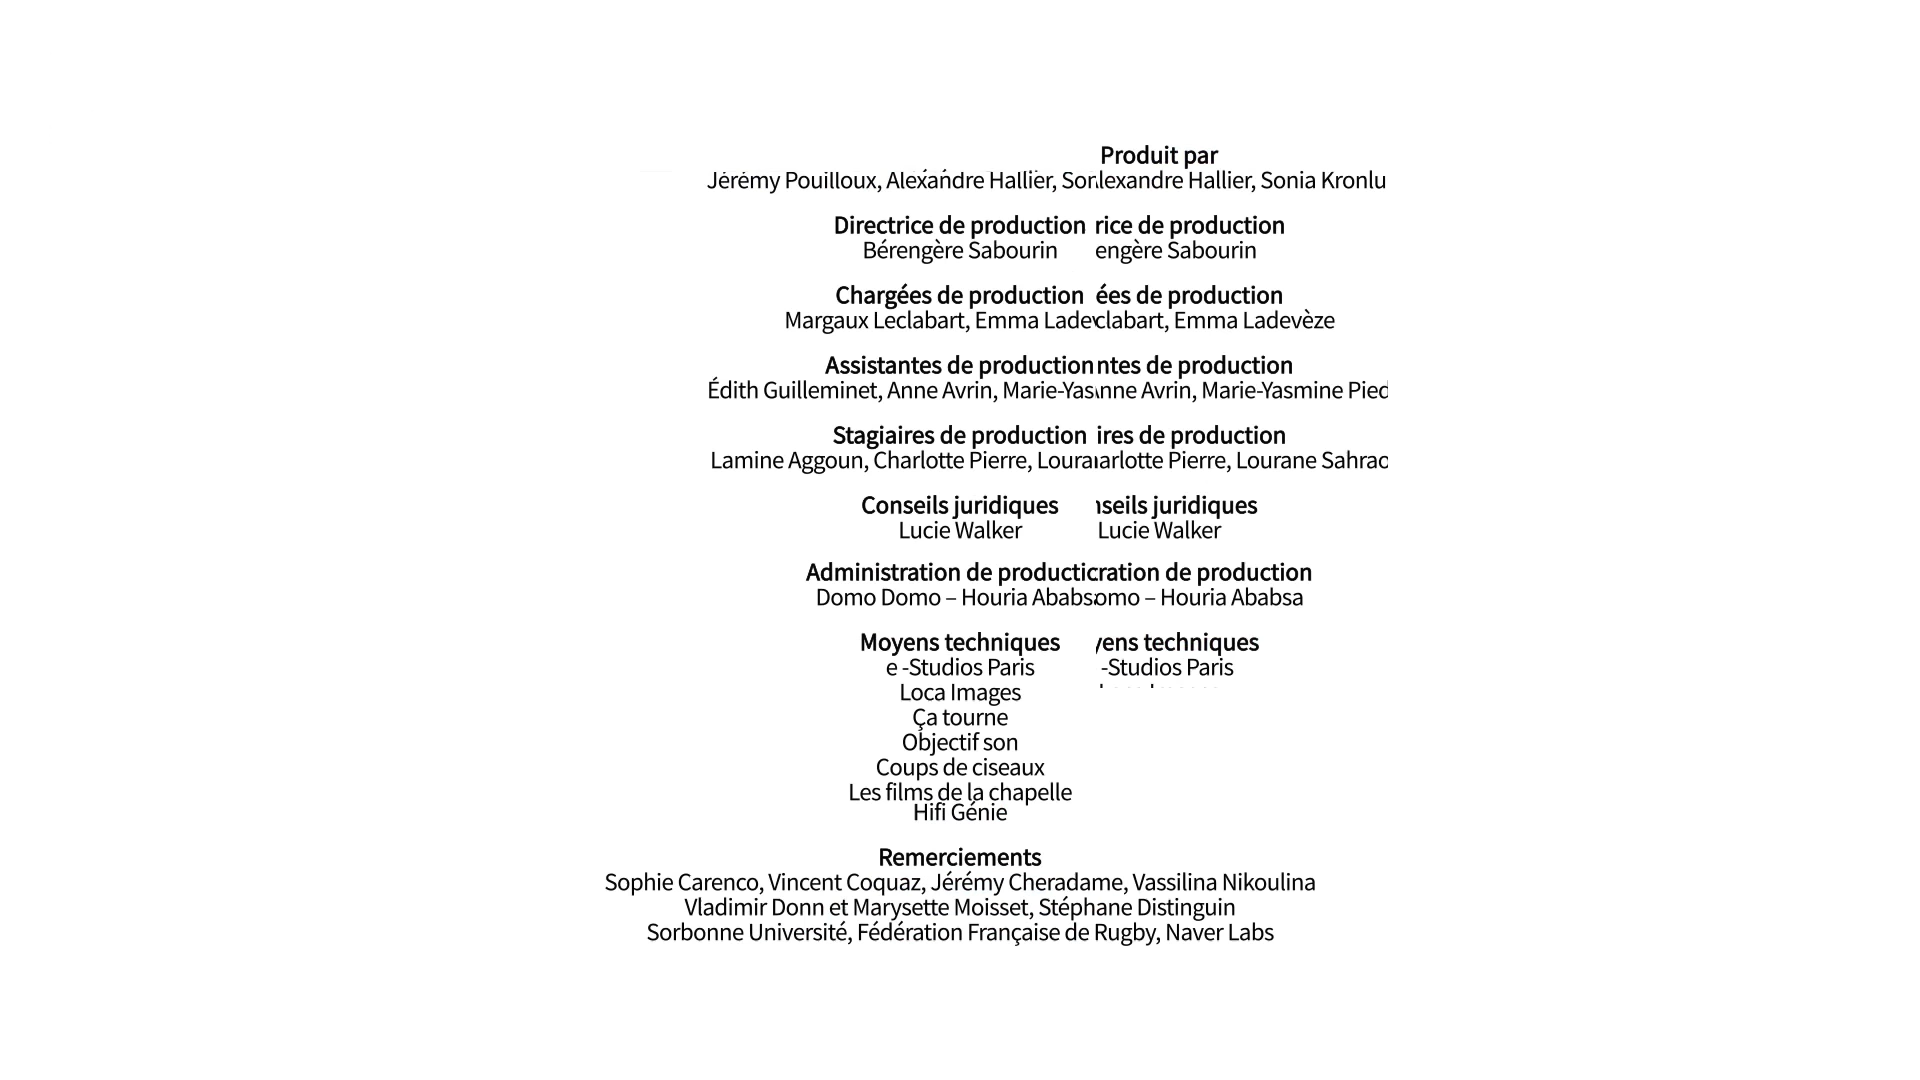 Produit par
Jérémy Pouilloux, Alexandre Hallier, Sor lexandre Hallier, Sonia Kronlu
Directrice de production rice de production
Bérengère Sabourin engère Sabourin
Chargées de production ées de production
Margaux Leclabart, Emma Ladev clabart, Emma Ladevèze
Assistantes de production ntes de production
Édith Guilleminet, Anne Avrin, Marie-Yas nne Avrin, Marie-Yasmine Pied
Stagiaires de production ires de production
Lamine Aggoun, Charlotte Pierre, Loura arlotte Pierre, Lourane Sahrao
Conseils juridiques nseils juridiques
Lucie Walker Lucie Walker
Administration de productio ration de production
Domo Domo – Houria Ababs omo – Houria Ababsa
Moyens techniques yens techniques
e -Studios Paris -Studios Paris
Loca Images
Ça tourne
Objectif son
Coups de ciseaux
Les films de la chapelle
Hifi Génie
Remerciements
Sophie Carenco, Vincent Coquaz, Jérémy Cheradame, Vassilina Nikoulina
Vladimir Donn et Marysette Moisset, Stéphane Distinguin
Sorbonne Université, Fédération Française de Rugby, Naver Labs